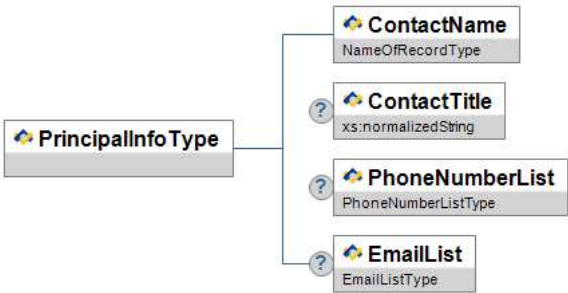 ContactName
NameOfRecordType
?
ContactTitle
xs:normalizedString
PrincipalInfoType
?
PhoneNumberList
PhoneNumberListType
?
EmailList
EmailListType